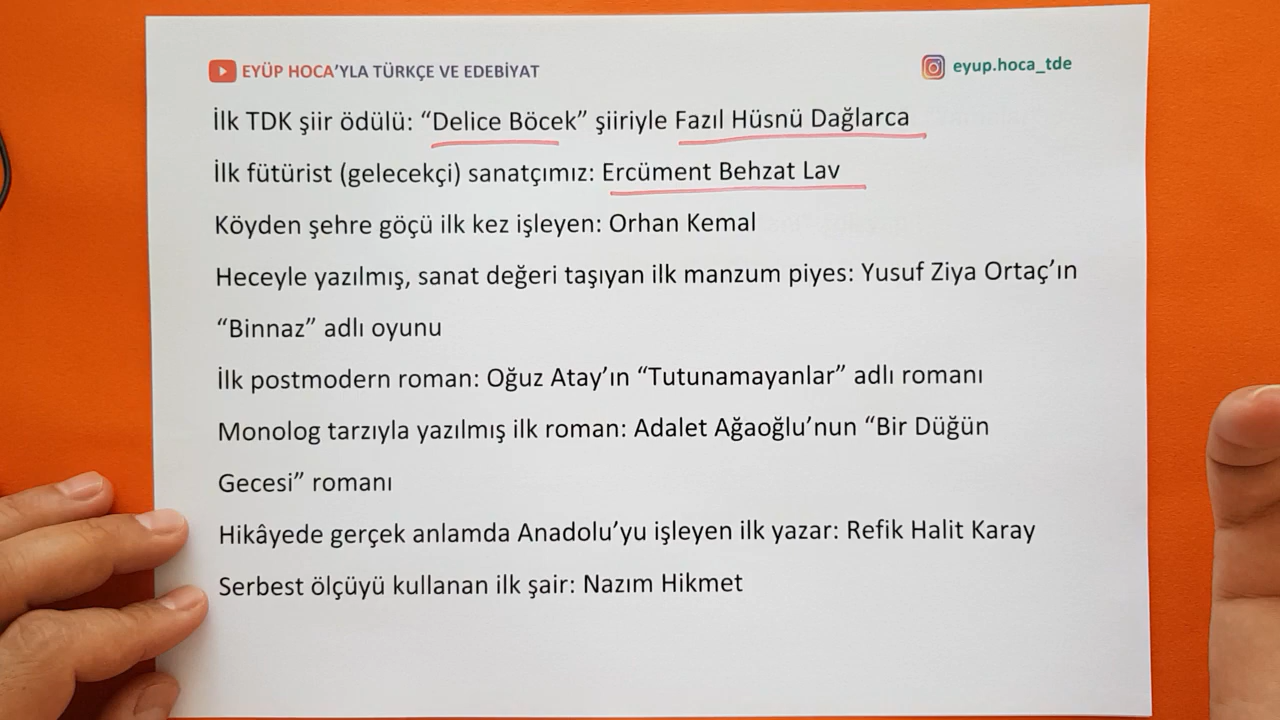 EYÜP HOCA'YLA TÜRKÇE VE EDEBİYAT
eyup.hoca_tde
İlk TDK şiir ödülü: “Delice Böcek” şiiriyle Fazıl Hüsnü Dağlarca
İlk fütürist (gelecekçi) sanatçımız: Ercüment Behzat Lav
Köyden şehre göçü ilk kez işleyen: Orhan Kemal
Heceyle yazılmış, sanat değeri taşıyan ilk manzum piyes: Yusuf Ziya Ortaç’ın
“Binnaz” adlı oyunu
İlk postmodern roman: Oğuz Atay’ın “Tutunamayanlar” adlı romanı
Monolog tarzıyla yazılmış ilk roman: Adalet Ağaoğlu’nun “Bir Düğün
Gecesi” romanı
Hikâyede gerçek anlamda Anadolu’yu işleyen ilk yazar: Refik Halit Karay
Serbest ölçüyü kullanan ilk şair: Nazım Hikmet